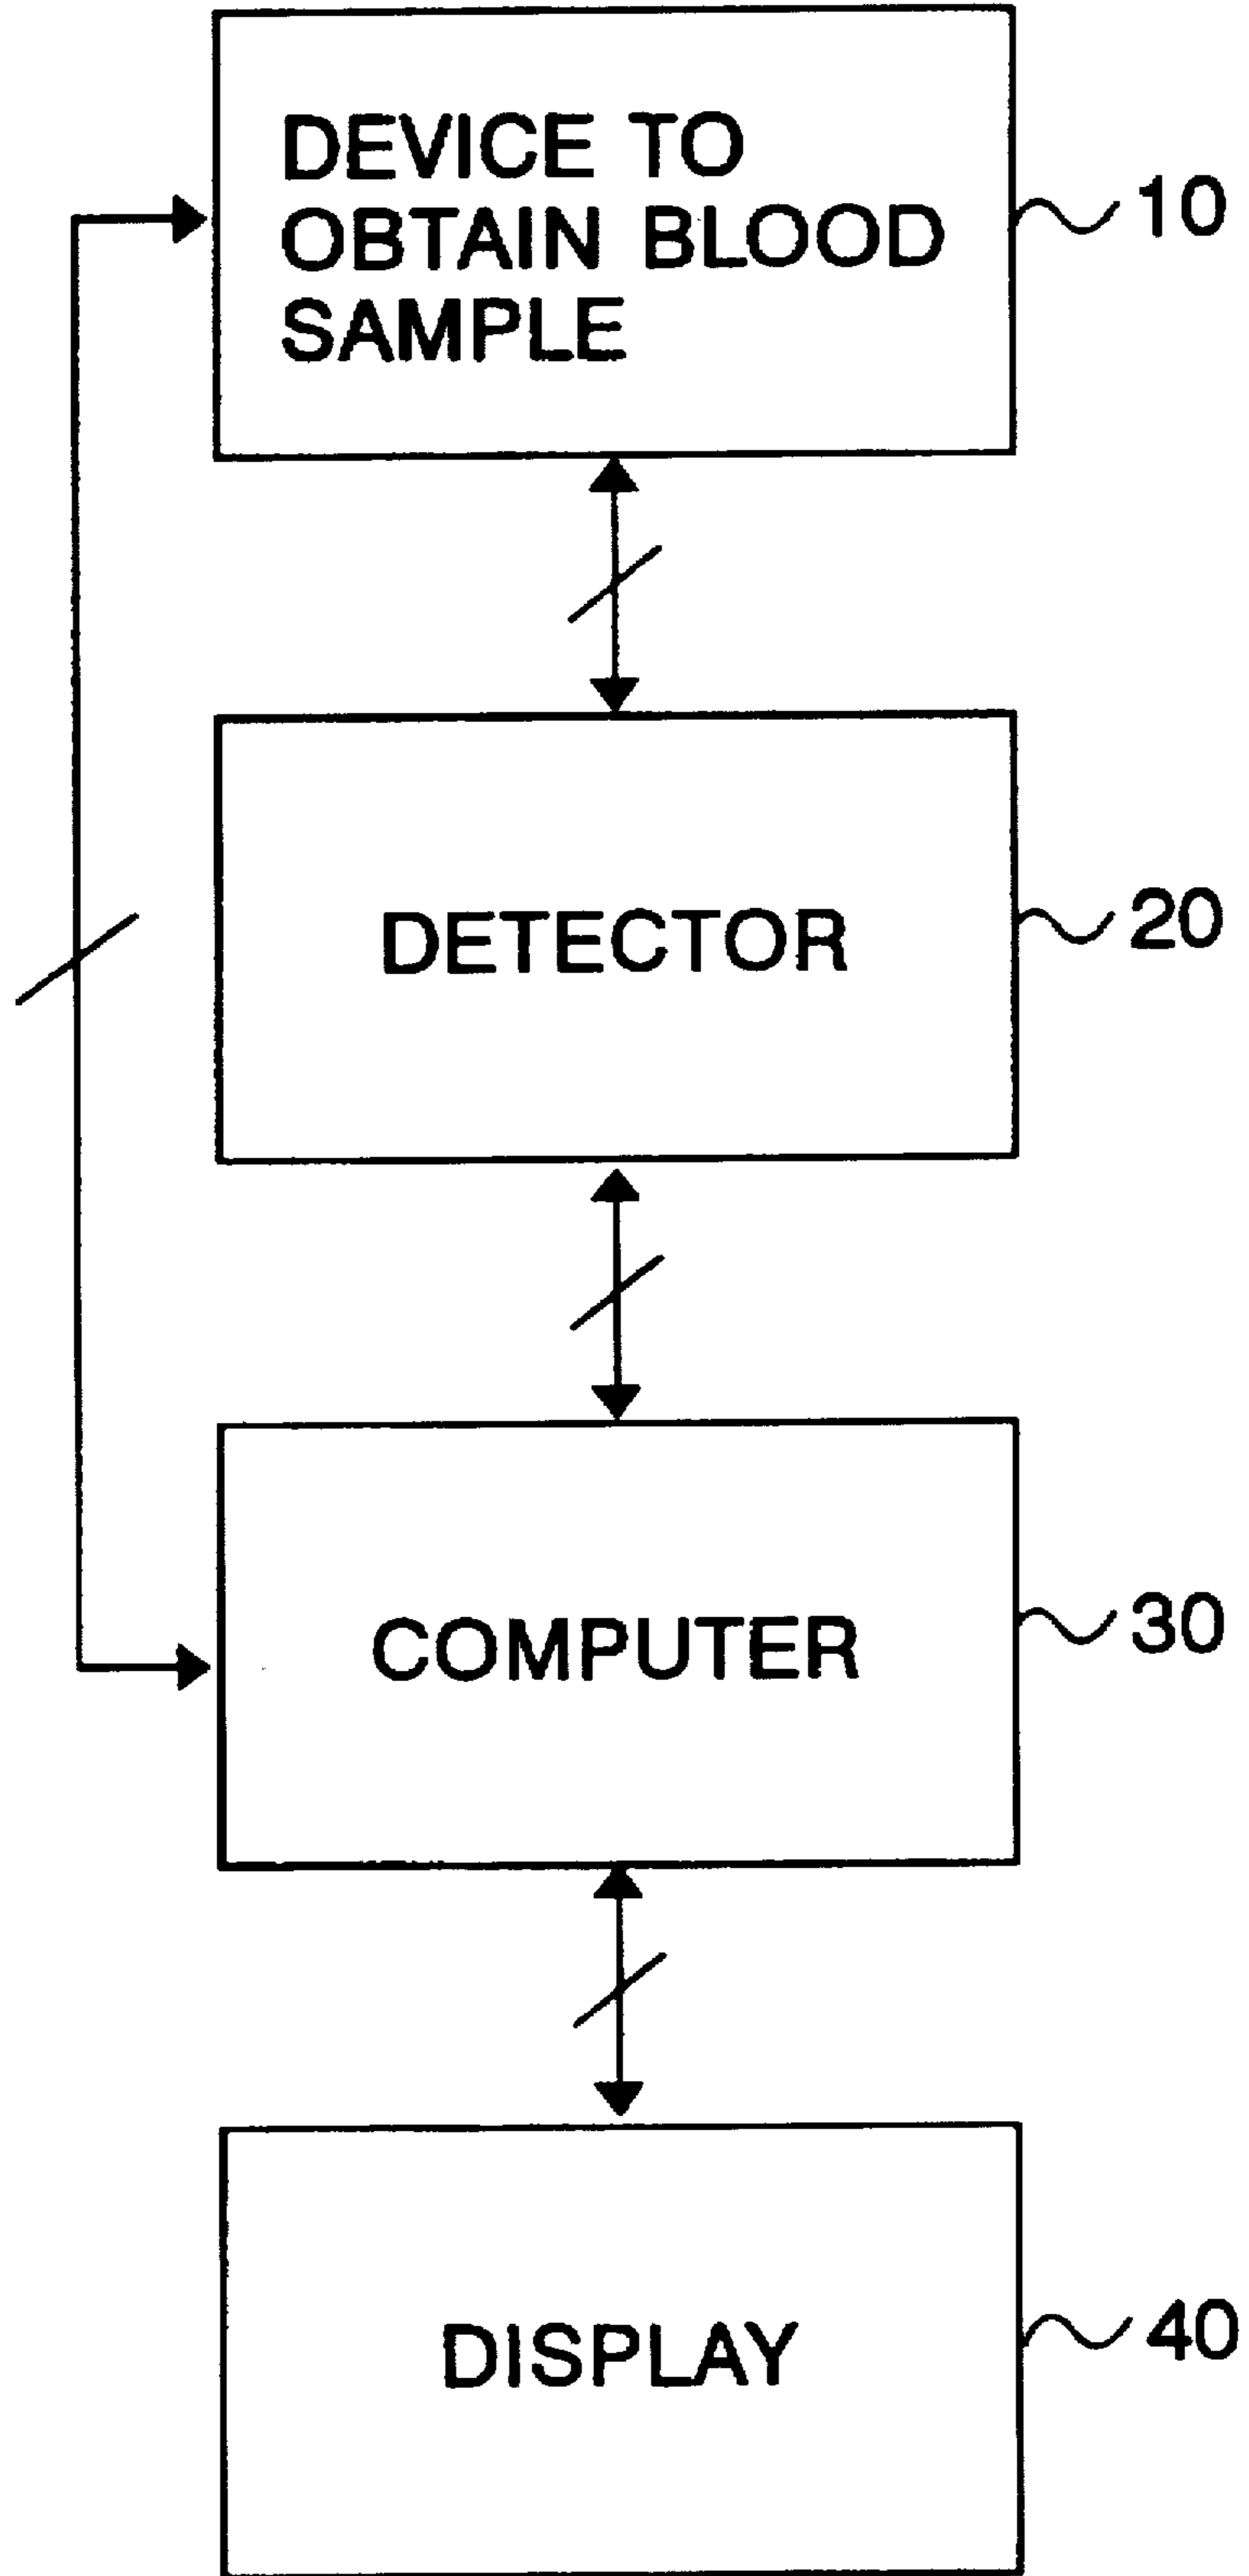 DEVICE TO
OBTAIN BLOOD
SAMPLE
10
DETECTOR
20
COMPUTER
30
DISPLAY
40